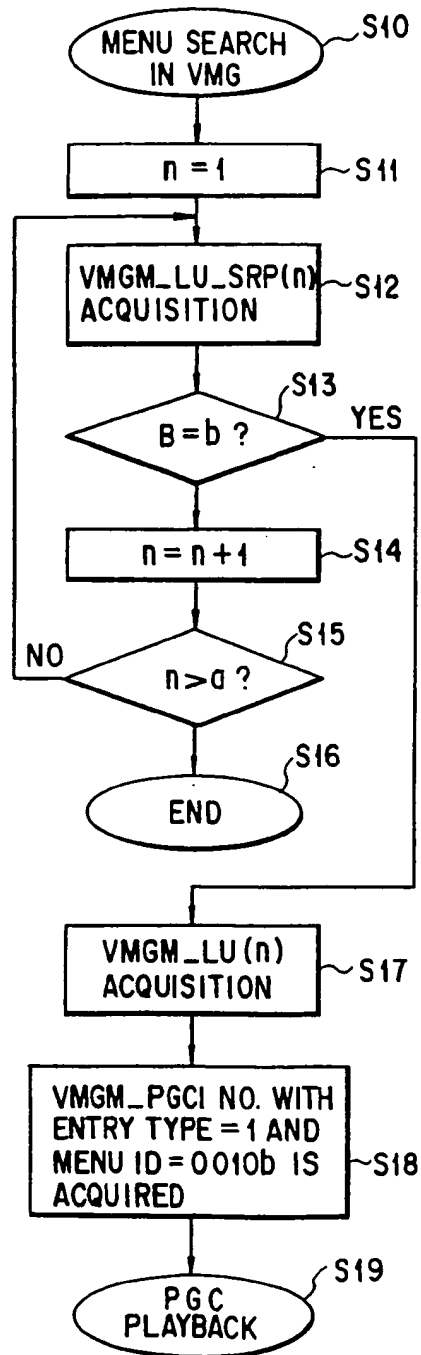 MENU SEARCH
IN VMG
S10
n = 1
S11
VMGM_LU_SRP(n)
ACQUISITION
S12
S13
B = b ?
YES
n = n + 1
S14
S15
NO
n > a ?
S16
END
VMGM_LU (n)
ACQUISITION
S17
VMGM_PGCI NO. WITH
ENTRY TYPE = 1 AND
MENU ID = 0010b IS
ACQUIRED
S18
S19
PGC
PLAYBACK